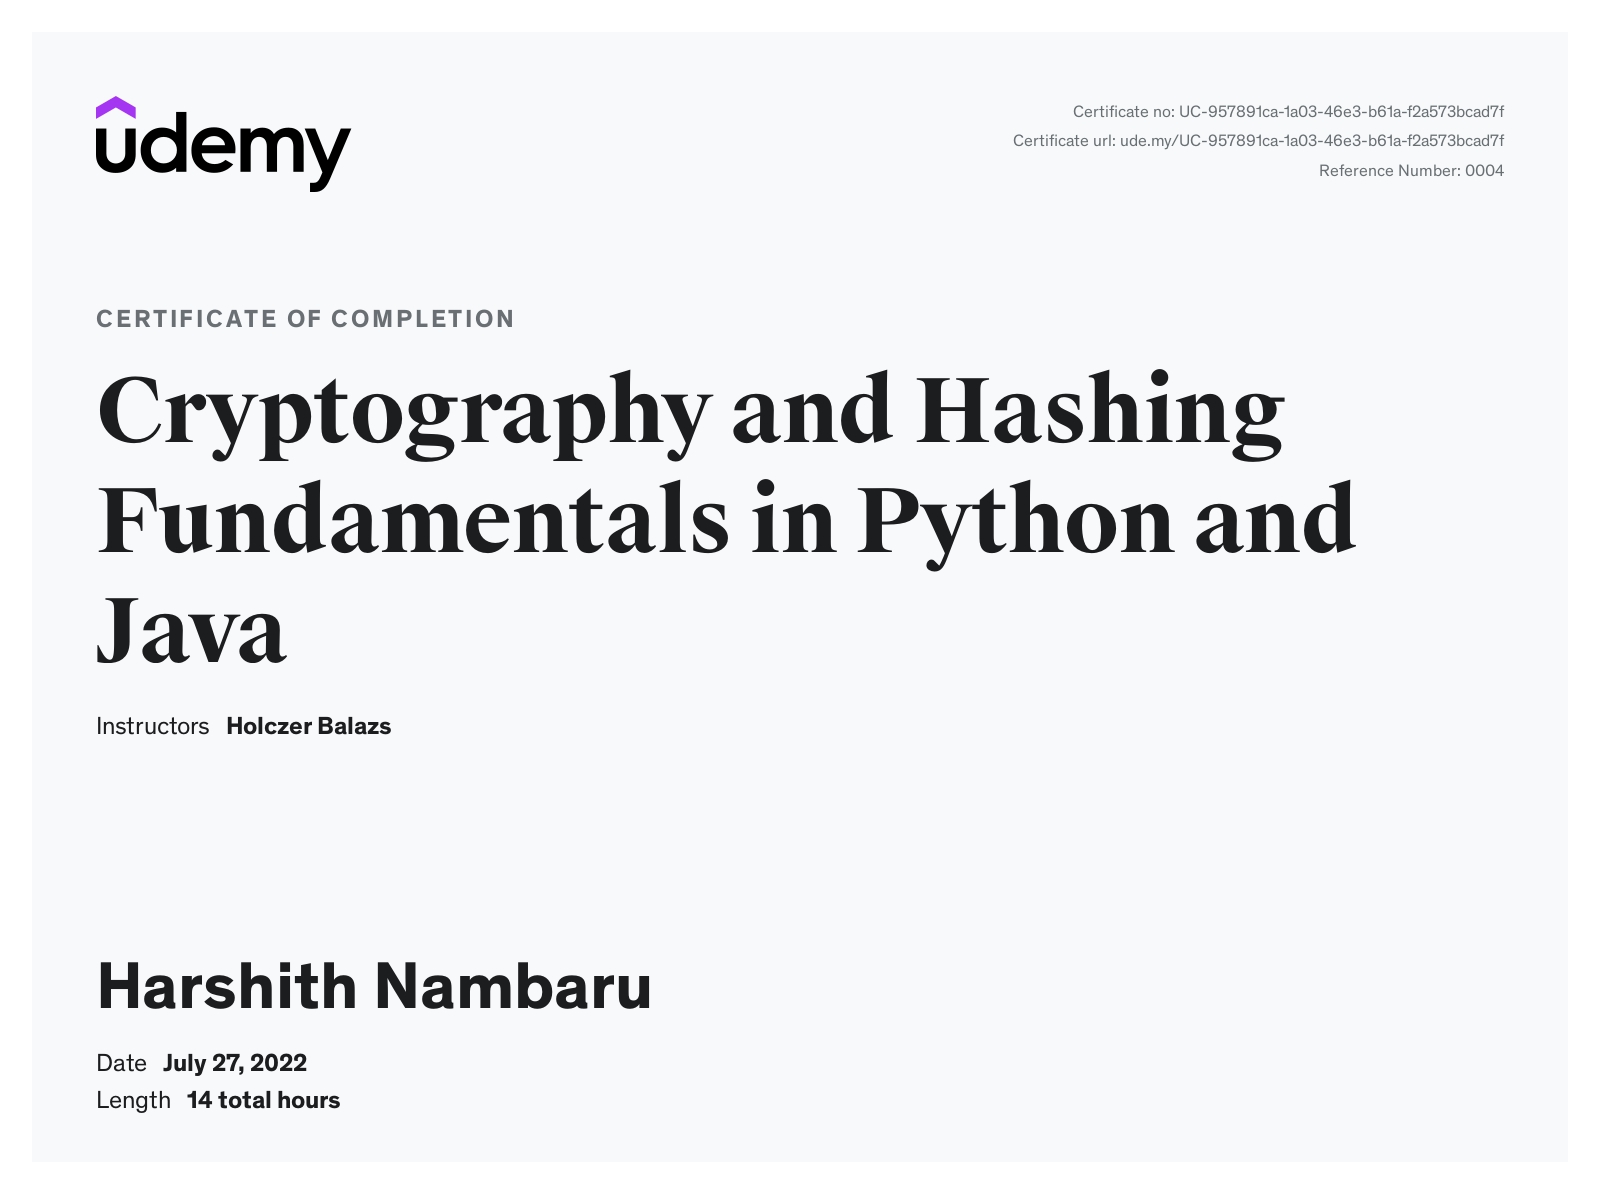 udemy
Certificate no: UC-957891ca-1a03-46e3-b61a-f2a573bcad7f
Certificate url: ude.my/UC-957891ca-1a03-46e3-b61a-f2a573bcad7f
Reference Number: 0004
CERTIFICATE OF COMPLETION
Cryptography and Hashing
Fundamentals in Python and
Java
Instructors Holczer Balazs
Harshith Nambaru
Date July 27, 2022
Length 14 total hours